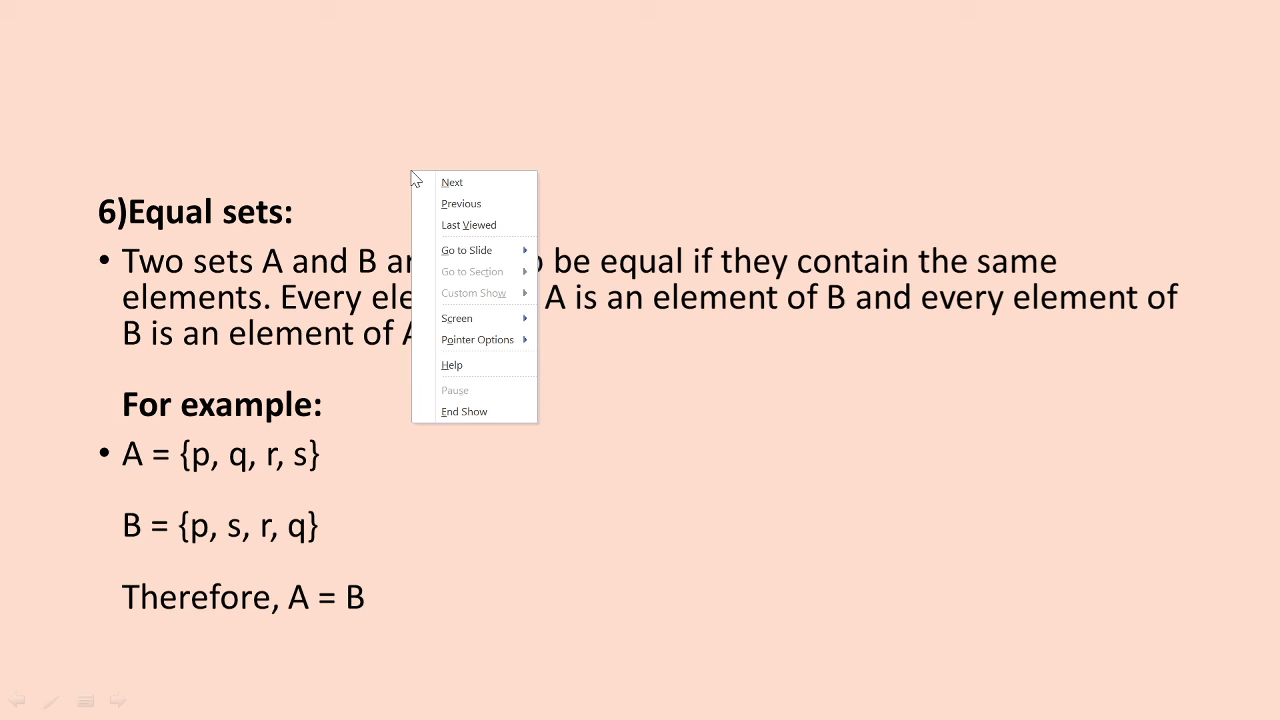 6)Equal sets:
• Two sets A and B be equal if they contain the same
elements. Every A is an element of B and every element of
B is an element of
For example:
• A = {p, q, r, s}
B = {p, s, r, q}
Therefore, A = B
Next
Previous
Last Viewed
Go to Slide
Go to Section
Custom Show
Screen
Pointer Options
Help
Pause
End Show